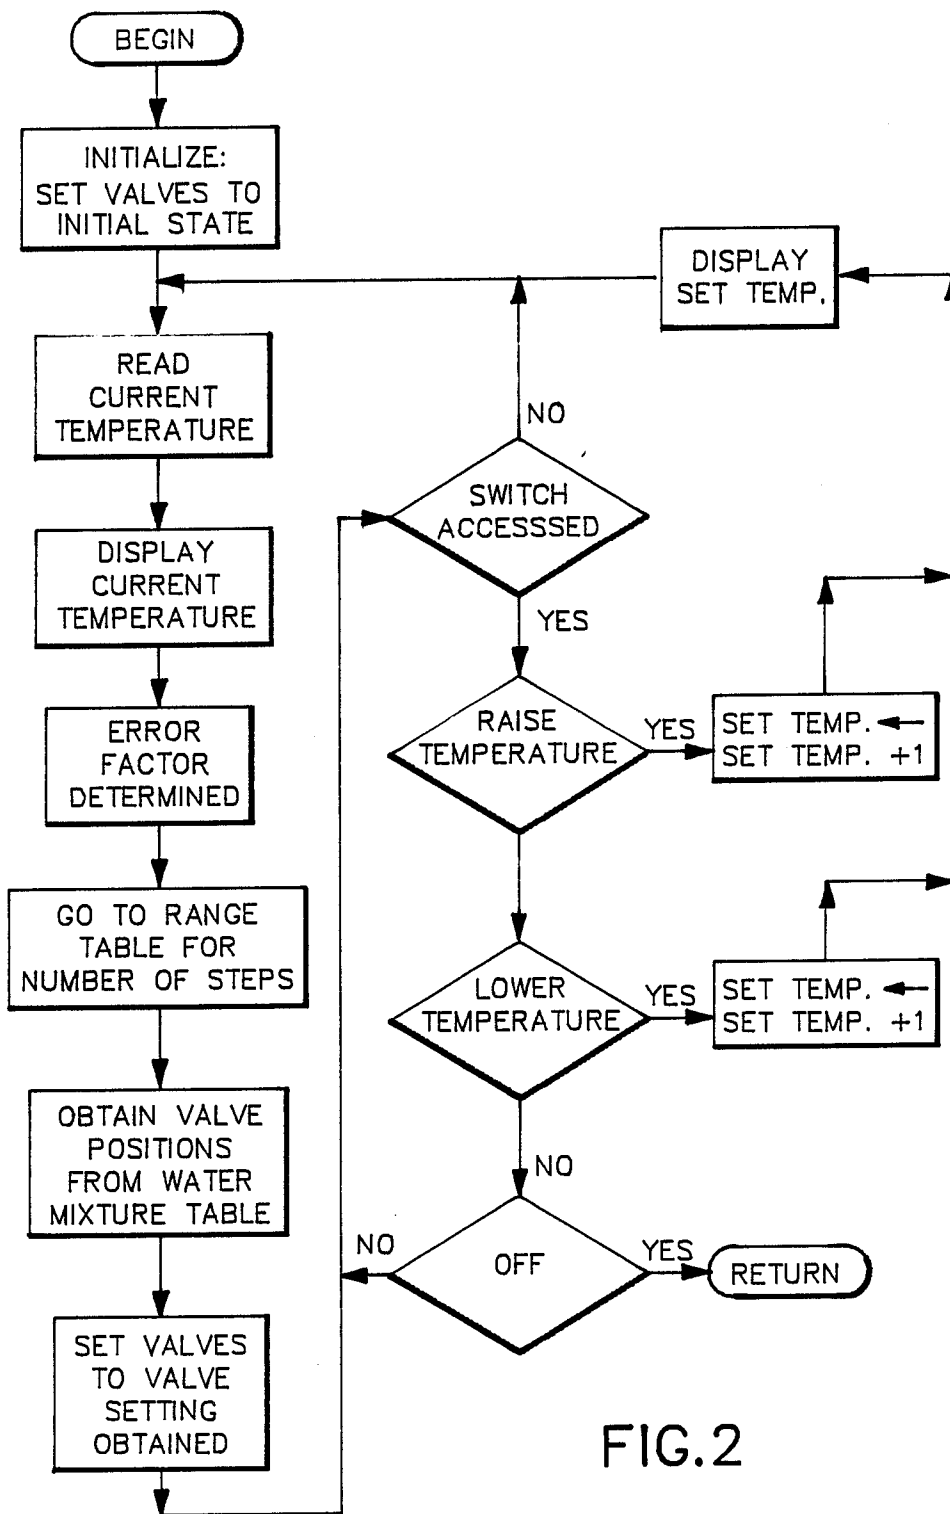 BEGIN
INITIALIZE:
SET VALVES TO
INITIAL STATE
READ
CURRENT
TEMPERATURE
DISPLAY
CURRENT
TEMPERATURE
ERROR
FACTOR
DETERMINED
GO TO RANGE
TABLE FOR
NUMBER OF STEPS
OBTAIN VALVE
POSITIONS
FROM WATER
MIXTURE TABLE
SET VALVES
TO VALVE
SETTING
OBTAINED
DISPLAY
SET TEMP.
NO
SWITCH
ACCESSSED
YES
RAISE
TEMPERATURE
YES
SET TEMP. ←
SET TEMP. +1
LOWER
TEMPERATURE
YES
SET TEMP. ←
SET TEMP. +1
NO
OFF
NO
YES
RETURN
FIG.2